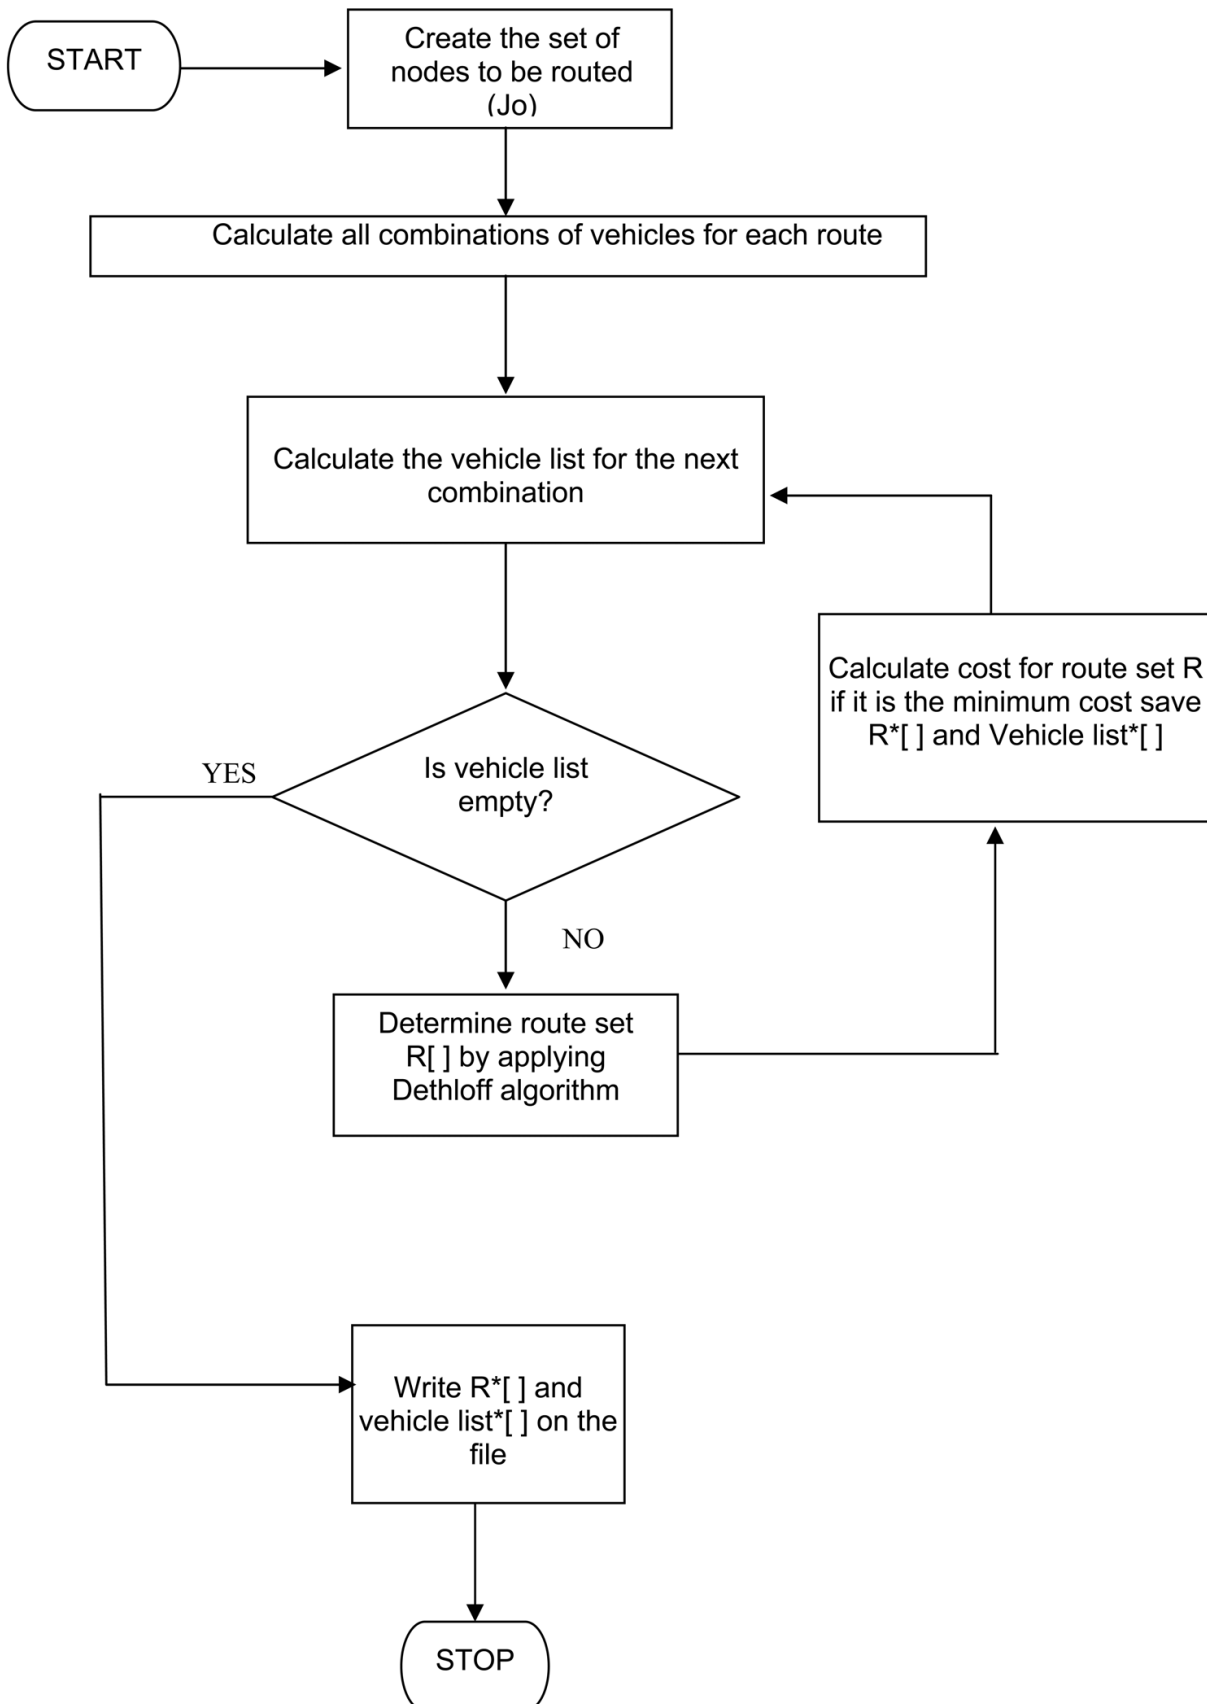 START
Create the set of
nodes to be routed
(Jo)
Calculate all combinations of vehicles for each route
Calculate the vehicle list for the next
combination
Calculate cost for route set R
if it is the minimum cost save
R*[ ] and Vehicle list*[ ]
Is vehicle list
empty?
YES
NO
Determine route set
R[ ] by applying
Dethloff algorithm
Write R*[ ] and
vehicle list*[ ] on the
file
STOP